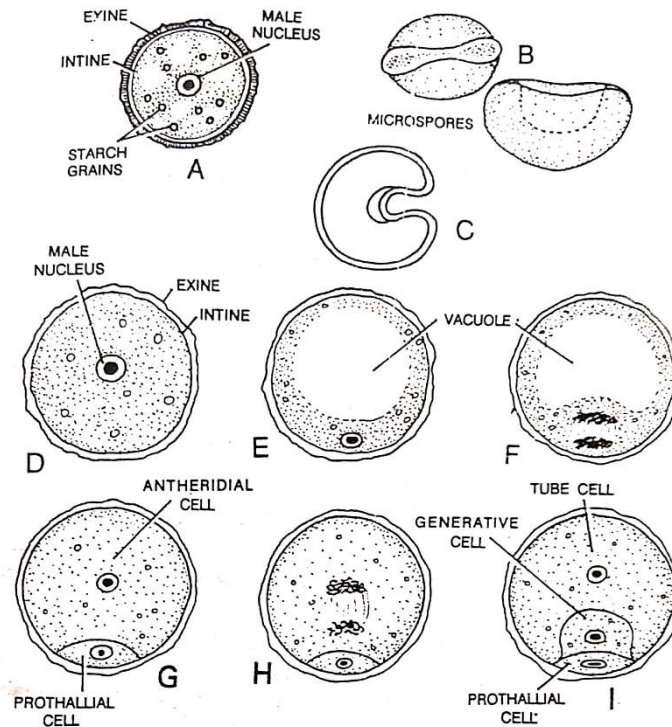 EXINE
MALE
NUCLEUS
INTINE
STARCH
GRAINS
A
B
MICROSPORES
C
MALE
NUCLEUS
EXINE
INTINE
D
VACUOLE
E
F
ANTHERIDIAL
CELL
G
PROTHALLIAL
CELL
H
TUBE CELL
GENERATIVE
CELL
PROTHALLIAL
CELL
I